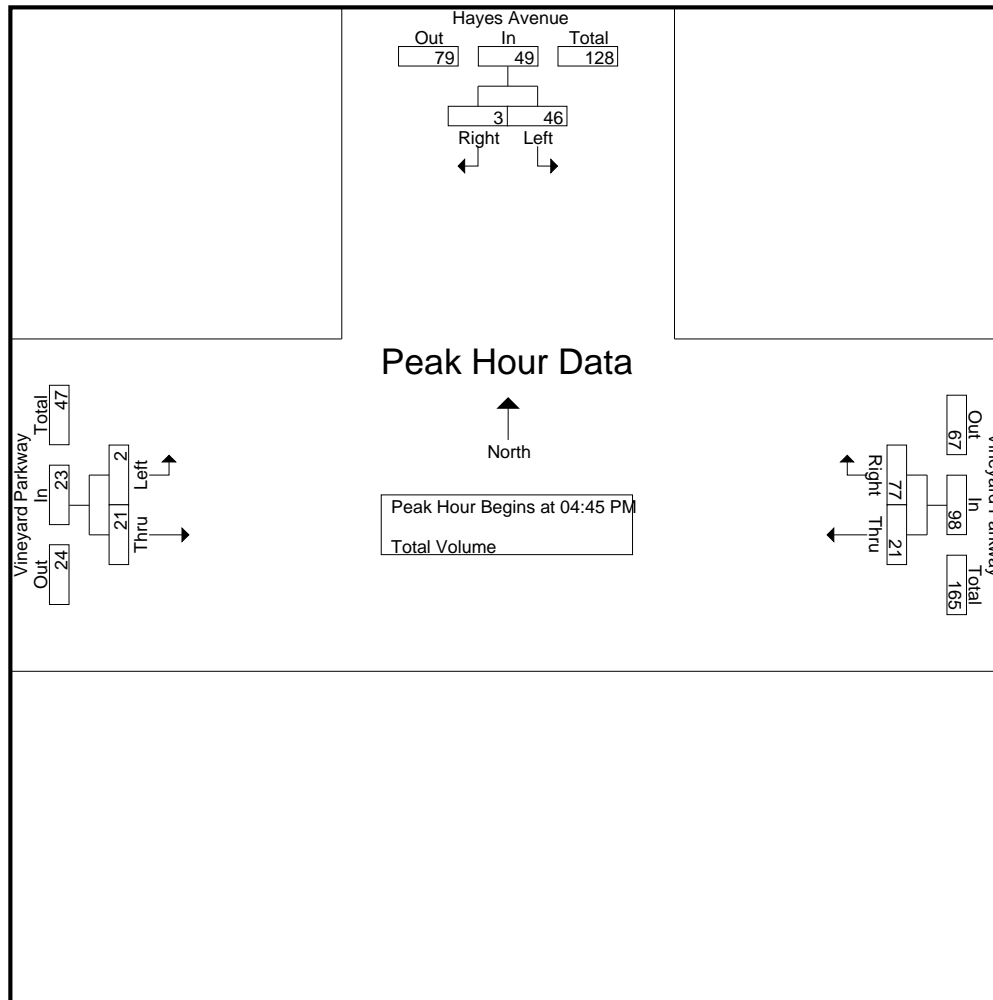 Hayes Avenue
Out In Total
79 49 128
3 46
Right Left
Peak Hour Data
North
Peak Hour Begins at 04:45 PM
Total Volume
Vineyard Parkway
Total In Out
47 23 24
2 21
Left Thru
Vineyard Parkway
Out In Total
67 98 165
77 21
Right Thru